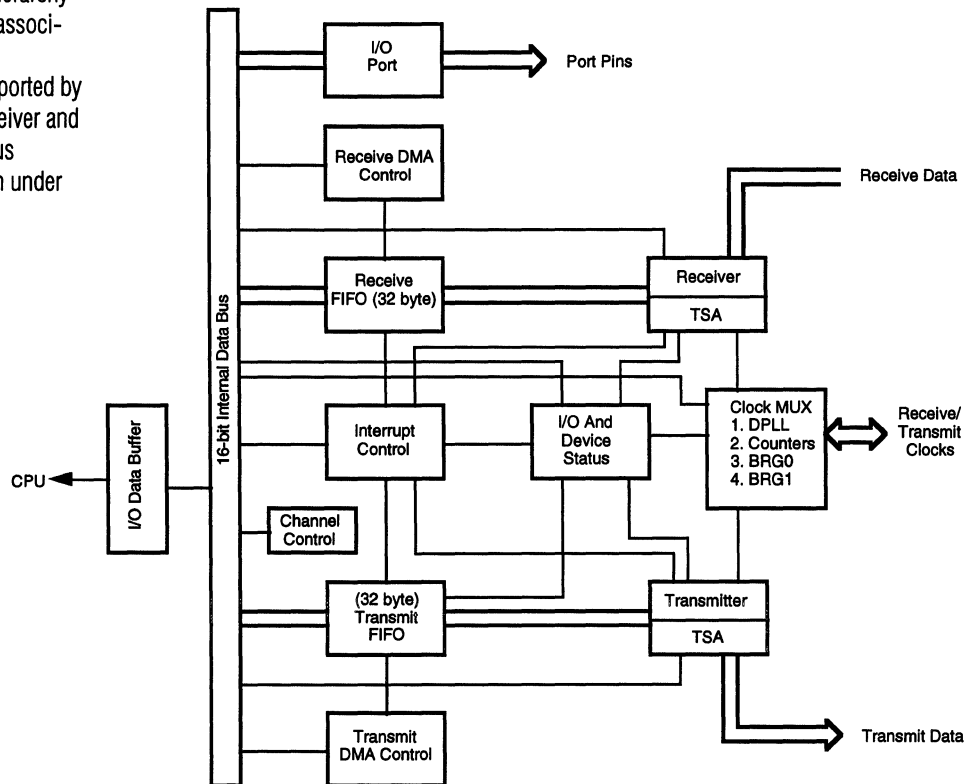 associ-
ported by
eiver and
us
n under
I/O
Port
Port Pins
Receive DMA
Control
Receive Data
Receive
FIFO (32 byte)
Receiver
TSA
16-bit Internal Data Bus
Interrupt
Control
I/O And
Device
Status
Clock MUX
1. DPLL
2. Counters
3. BRG0
4. BRG1
Receive/
Transmit
Clocks
CPU
I/O Data Buffer
Channel
Control
(32 byte)
Transmit
FIFO
Transmitter
TSA
Transmit
DMA Control
Transmit Data